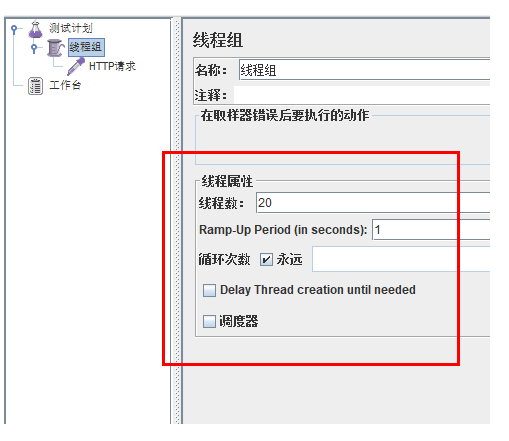 测试计划
线程组
HTTP请求
工作台
线程组
名称： 线程组
注释：
在取样器错误后要执行的动作
线程属性
线程数： 20
Ramp-Up Period (in seconds): 1
循环次数 永远
Delay Thread creation until needed
调度器